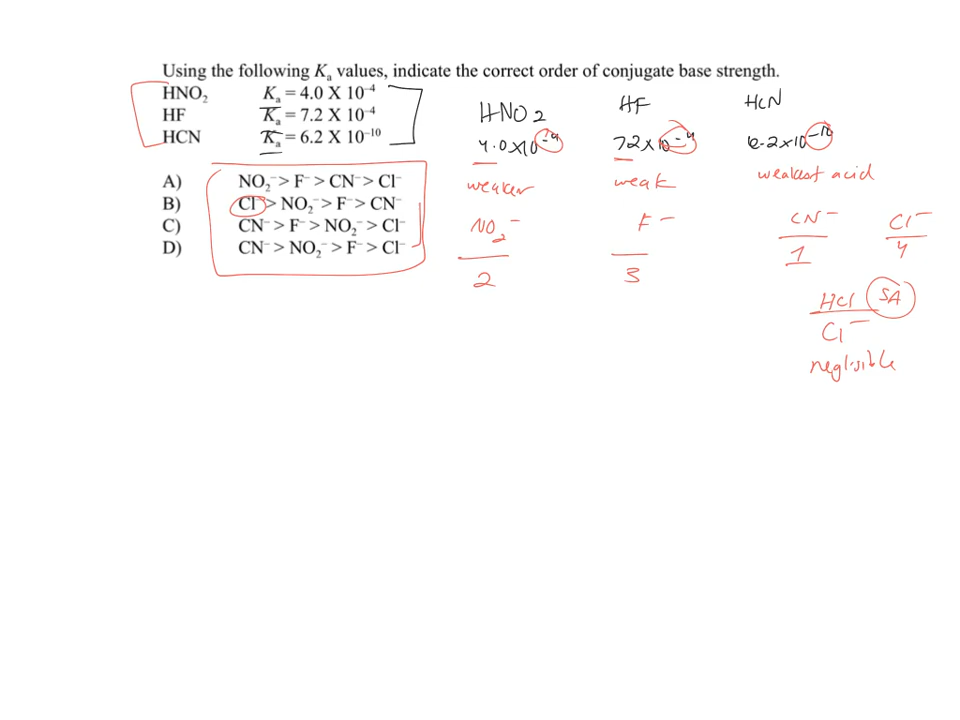 Using the following Kₐ values, indicate the correct order of conjugate base strength.
HNO₂ Kₐ = 4.0 X 10⁻⁴
HF Kₐ = 7.2 X 10⁻⁴
HCN Kₐ = 6.2 X 10⁻¹⁰
A) NO₂⁻ > F⁻ > CN⁻ > Cl⁻
B) Cl⁻ > NO₂⁻ > F⁻ > CN⁻
C) CN⁻ > F⁻ > NO₂⁻ > Cl⁻
D) CN⁻ > NO₂⁻ > F⁻ > Cl⁻
HNO2 HF HCN
4.0x10⁻⁴ 7.2x10⁻⁴ 6.2x10⁻¹⁰
weaker weak weakest acid
NO₂⁻ F⁻ CN⁻ Cl⁻
2 3 1 4
HCl SA
Cl⁻
negligible